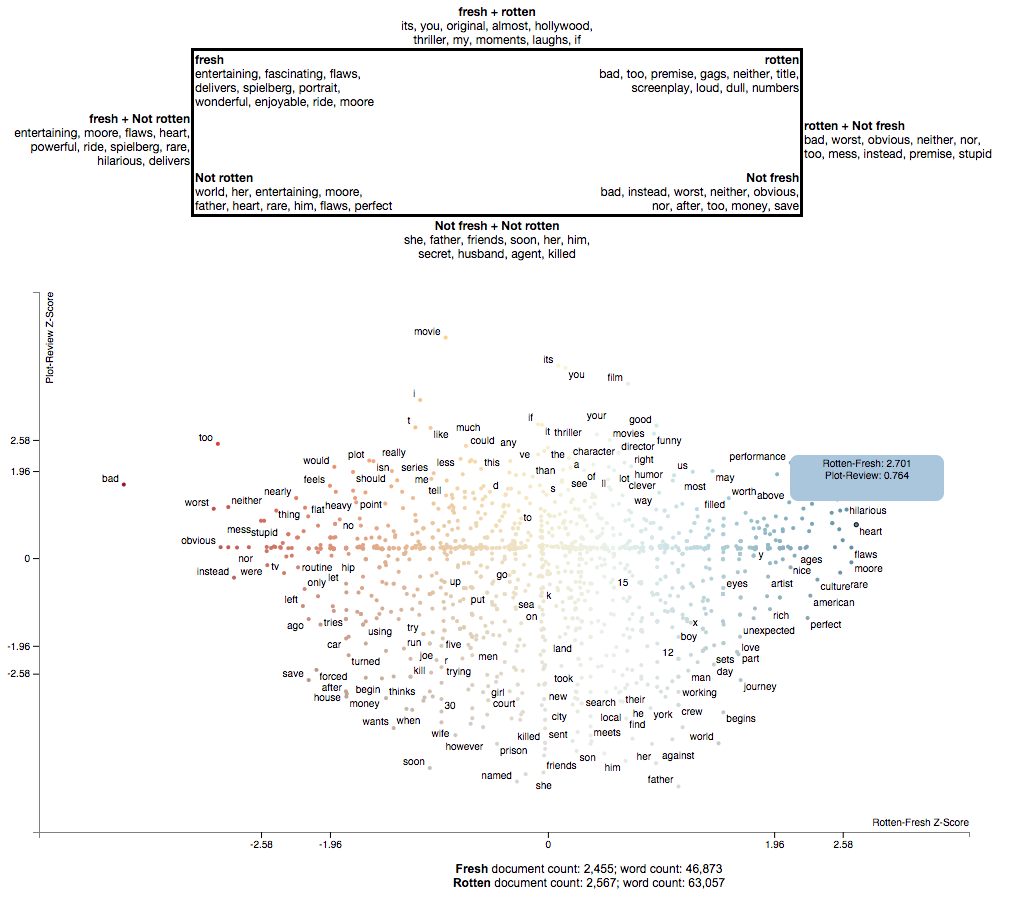 fresh + rotten
its, you, original, almost, hollywood,
thriller, my, moments, laughs, if
fresh
entertaining, fascinating, flaws,
delivers, spielberg, portrait,
wonderful, enjoyable, ride, moore
rotten
bad, too, premise, gags, neither, title,
screenplay, loud, dull, numbers
fresh + Not rotten
entertaining, moore, flaws, heart,
powerful, ride, spielberg, rare,
hilarious, delivers
rotten + Not fresh
bad, worst, obvious, neither, nor,
too, mess, instead, premise, stupid
Not rotten
world, her, entertaining, moore,
father, heart, rare, him, flaws, perfect
Not fresh
bad, instead, worst, neither, obvious,
nor, after, too, money, save
Not fresh + Not rotten
she, father, friends, soon, her, him,
secret, husband, agent, killed
Plot-Review Z-Score
movie
its
you
film
i
t
if
your
good
like
much
it
thriller
movies
funny
too
2.58
could
any
director
plot
really
ve
the
character
right
performance
would
isn
series
less
this
than
a
us
Rotten-Fresh: 2.701
Plot-Review: 0.764
1.96
bad
feels
should
me
see
ll
lot
humor
may
tell
d
s
clever
most
worth
above
nearly
worst
neither
flat
heavy
point
way
filled
hilarious
thing
to
mess
stupid
no
heart
obvious
0
nor
y
ages
flaws
instead
were
tv
routine
hip
nice
moore
only
let
up
go
15
eyes
artist
culture
rare
left
put
sea
k
american
ago
tries
on
rich
perfect
using
try
x
boy
unexpected
-1.96
car
run
five
land
12
love
turned
joe
r
men
sets
part
-2.58
save
forced
kill
trying
took
man
day
after
begin
thinks
girl
working
journey
house
money
30
court
new
search
their
wants
when
city
local
he
york
crew
begins
find
wife
killed
sent
meets
world
however
prison
soon
son
her
against
friends
him
named
she
father
Rotten-Fresh Z-Score
-2.58
-1.96
0
1.96
2.58
Fresh document count: 2,455; word count: 46,873
Rotten document count: 2,567; word count: 63,057